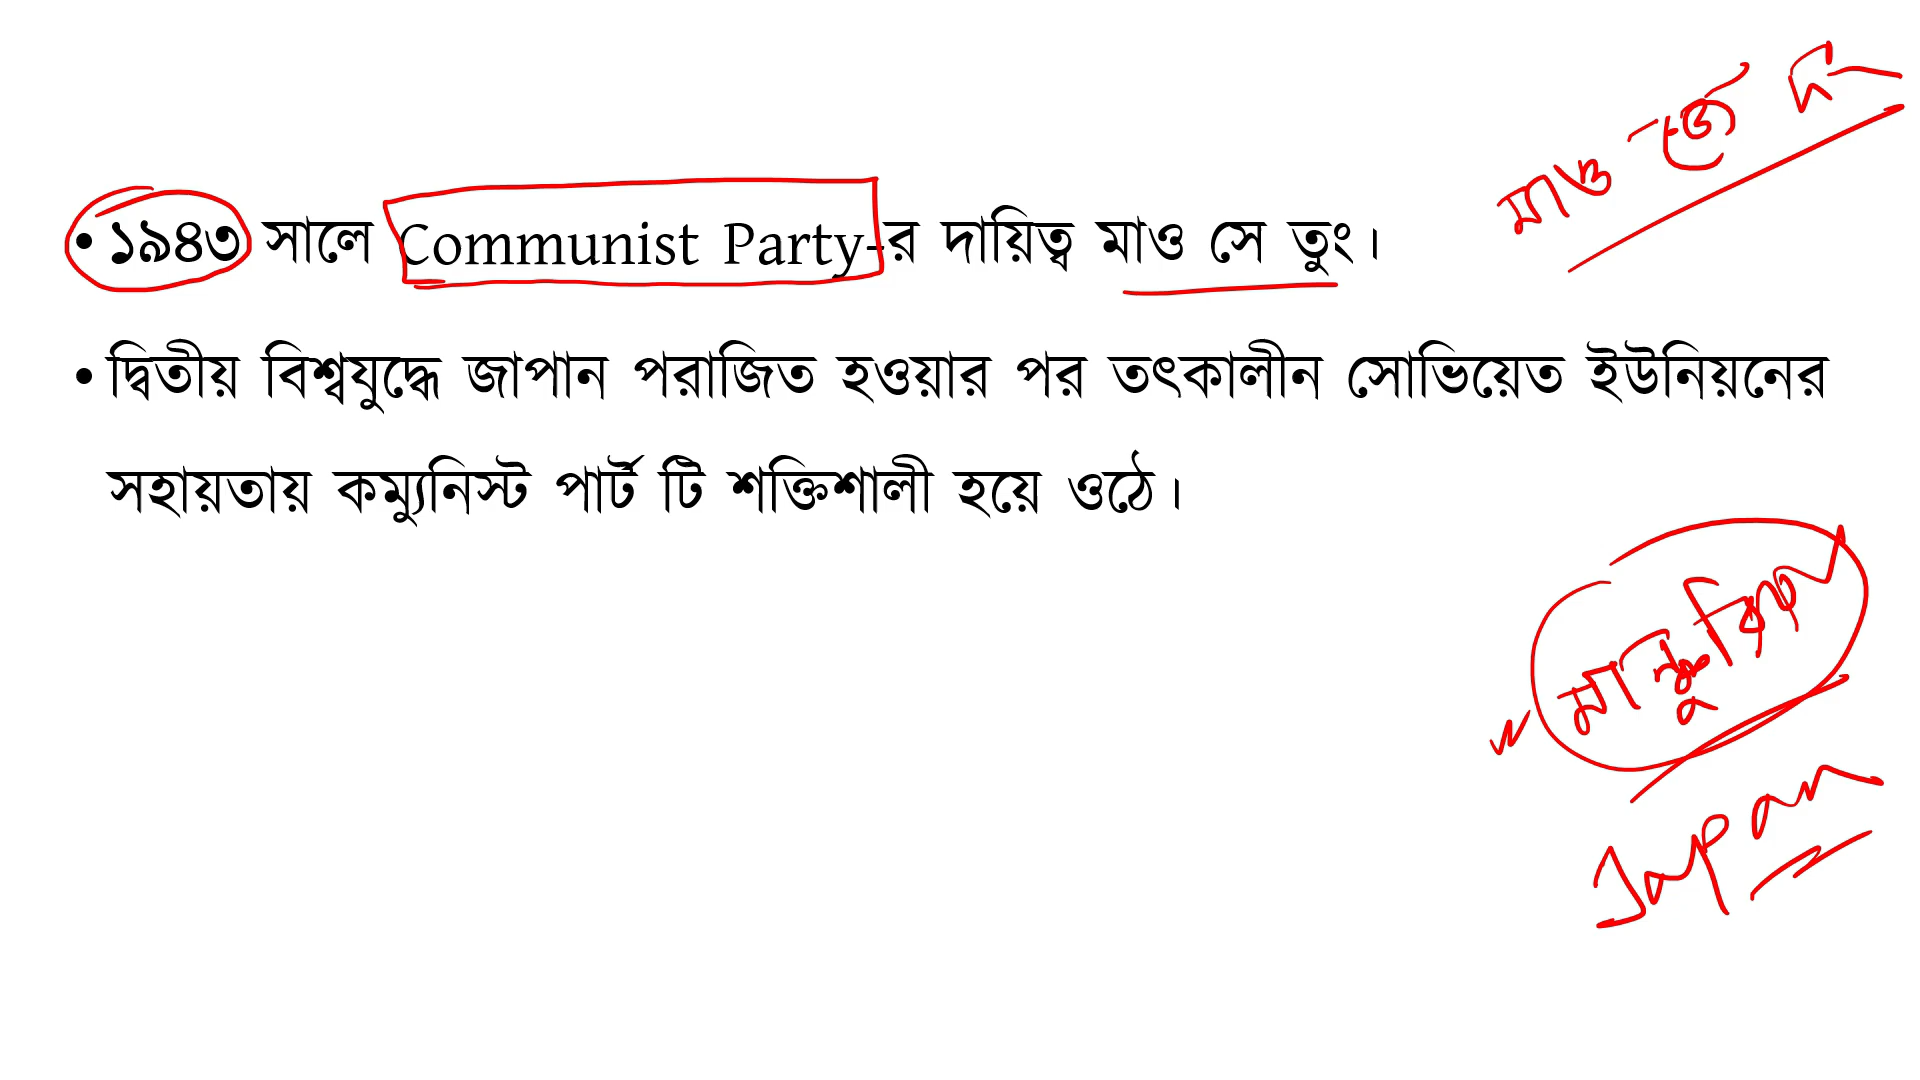 • ১৯৪৩ সালে Communist Party-র দায়িত্ব মাও সে তুং।
• দ্বিতীয় বিশ্বযুদ্ধে জাপান পরাজিত হওয়ার পর তৎকালীন সোভিয়েত ইউনিয়নের
সহায়তায় কম্যুনিস্ট পার্টি টি শক্তিশালী হয়ে ওঠে।
মাও
Japan